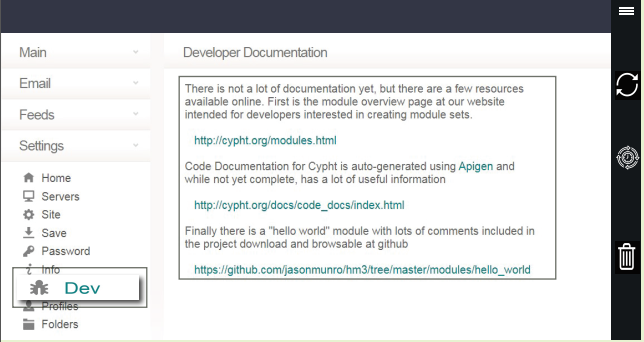 Main
Developer Documentation
Email
Feeds
Settings
Home
Servers
Site
Save
Password
Info
Dev
Profiles
Folders
There is not a lot of documentation yet, but there are a few resources
available online. First is the module overview page at our website
intended for developers interested in creating module sets.
http://cypht.org/modules.html
Code Documentation for Cypht is auto-generated using Apigen and
while not yet complete, has a lot of useful information
http://cypht.org/docs/code_docs/index.html
Finally there is a "hello world" module with lots of comments included in
the project download and browsable at github
https://github.com/jasonmunro/hm3/tree/master/modules/hello_world